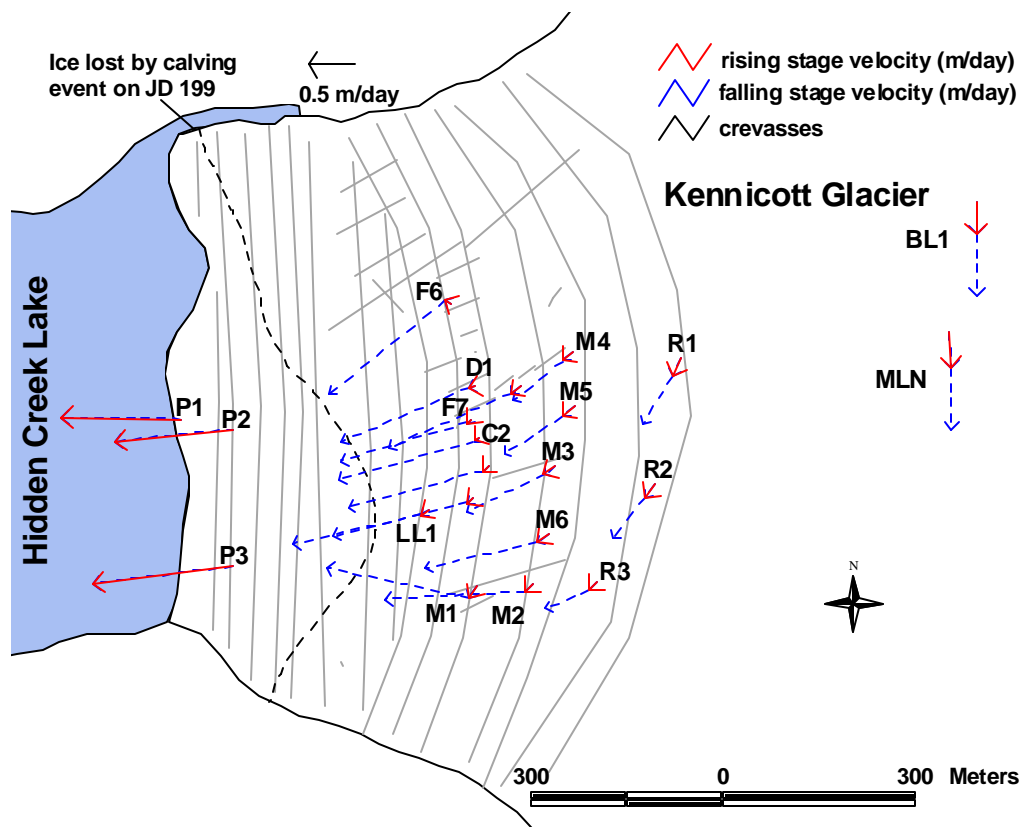 Ice lost by calving
event on JD 199
0.5 m/day
rising stage velocity (m/day)
falling stage velocity (m/day)
crevasses
Kennicott Glacier
BL1
F6
M4
R1
D1
MLN
M5
F7
P1
P2
C2
M3
R2
Hidden Creek Lake
LL1
M6
P3
R3
M1
M2
N
300 0 300 Meters